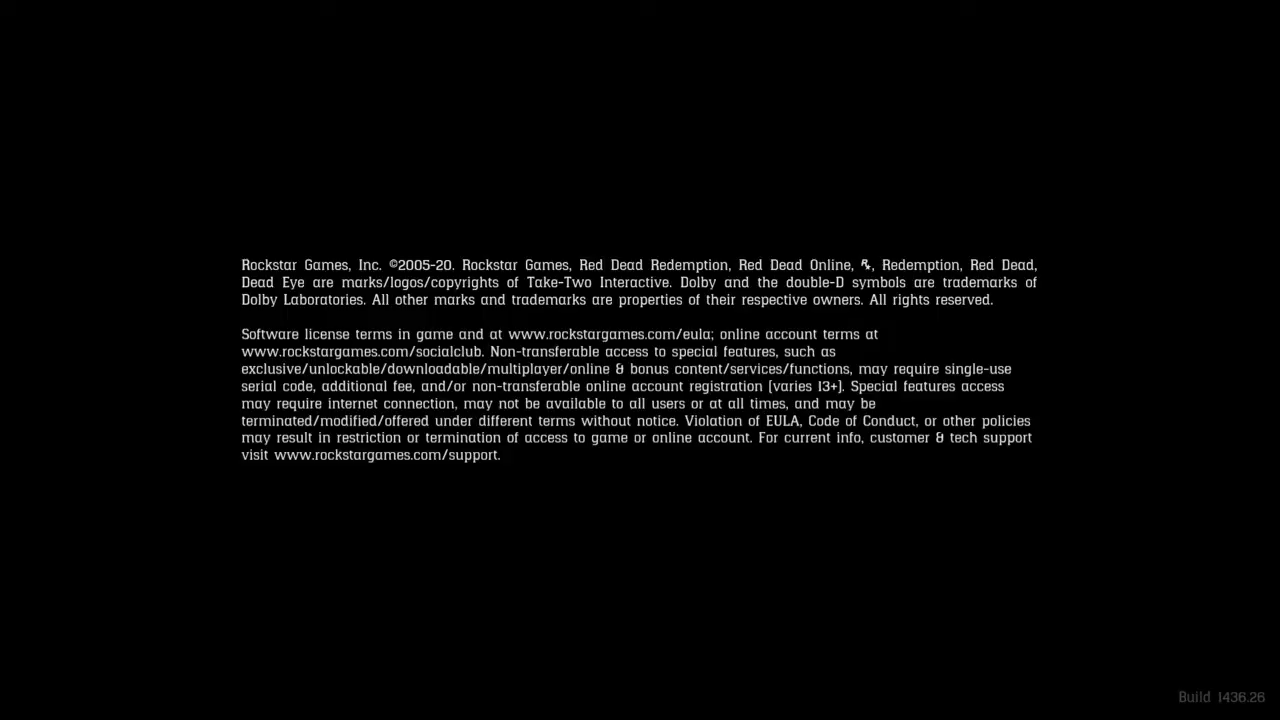 Rockstar Games, Inc. ©2005-20. Rockstar Games, Red Dead Redemption, Red Dead Online, , Redemption, Red Dead,
Dead Eye are marks/logos/copyrights of Take-Two Interactive. Dolby and the double-D symbols are trademarks of
Dolby Laboratories. All other marks and trademarks are properties of their respective owners. All rights reserved.
Software license terms in game and at www.rockstargames.com/eula; online account terms at
www.rockstargames.com/socialclub. Non-transferable access to special features, such as
exclusive/unlockable/downloadable/multiplayer/online & bonus content/services/functions, may require single-use
serial code, additional fee, and/or non-transferable online account registration [varies 13+]. Special features access
may require internet connection, may not be available to all users or at all times, and may be
terminated/modified/offered under different terms without notice. Violation of EULA, Code of Conduct, or other policies
may result in restriction or termination of access to game or online account. For current info, customer & tech support
visit www.rockstargames.com/support.
Build 1436.26